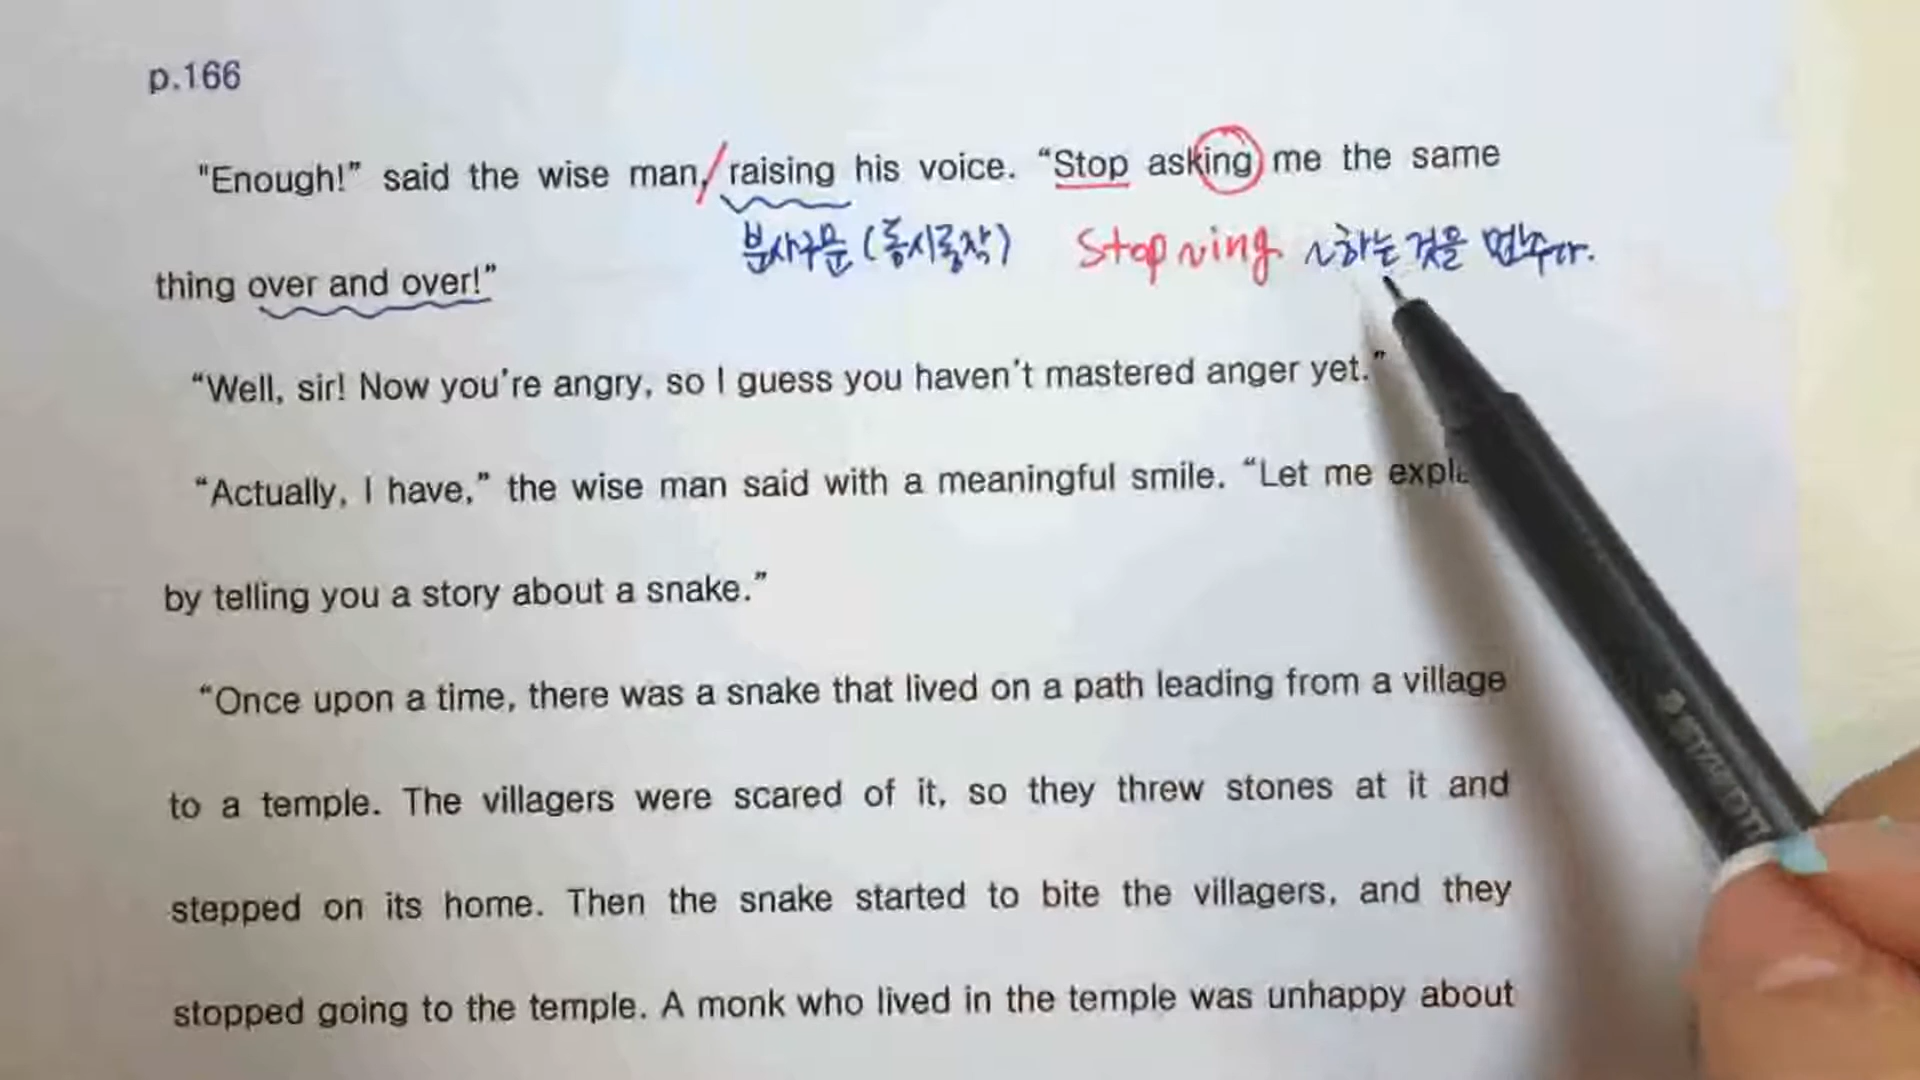 p.166
"Enough!” said the wise man, raising his voice. “Stop asking me the same
분사구문 (동시동작) Stop ~ing ~하는 것을 멈추다.
thing over and over!”
“Well, sir! Now you’re angry, so I guess you haven’t mastered anger yet.”
“Actually, I have,” the wise man said with a meaningful smile. “Let me expla
by telling you a story about a snake.”
“Once upon a time, there was a snake that lived on a path leading from a village
to a temple. The villagers were scared of it, so they threw stones at it and
stepped on its home. Then the snake started to bite the villagers, and they
stopped going to the temple. A monk who lived in the temple was unhappy about
STAEDTL